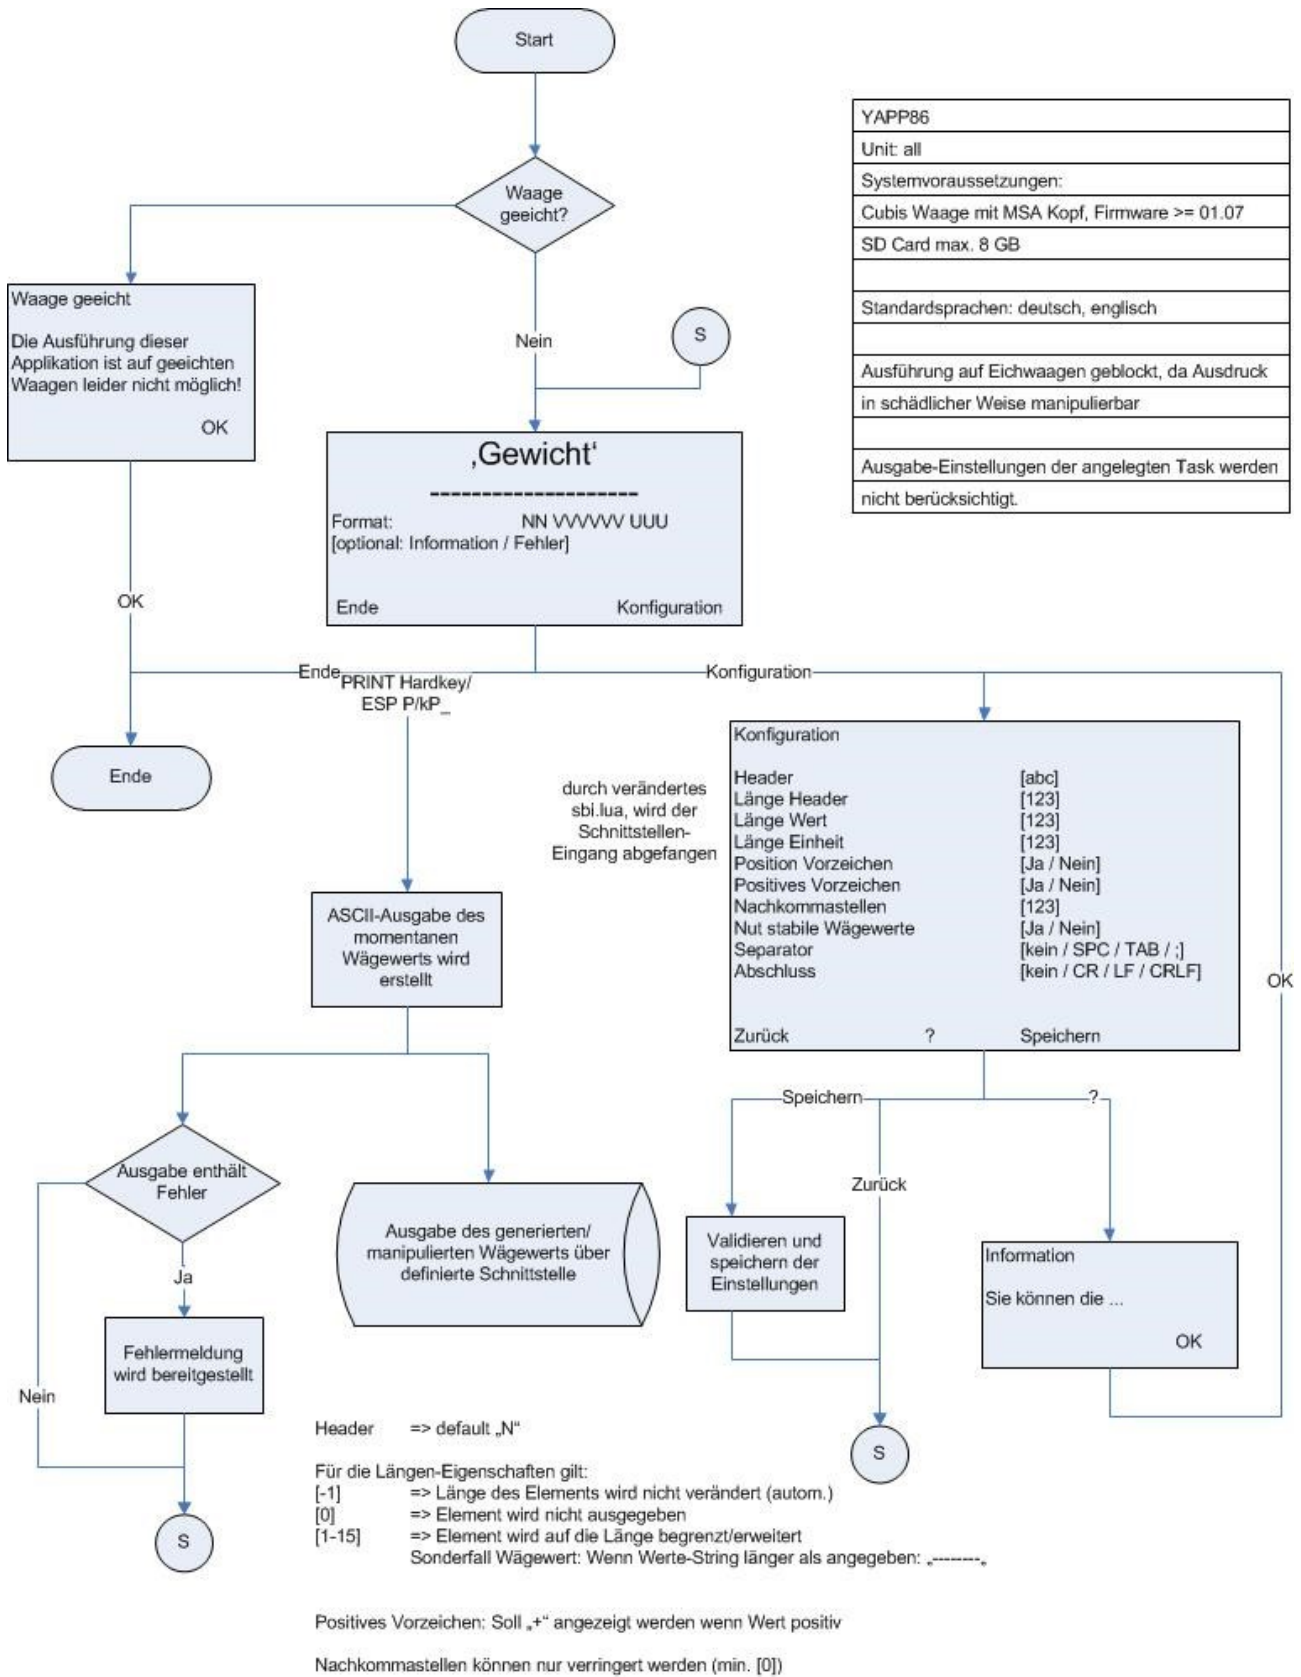 Start
Waage
geeicht?
YAPP86
Unit: all
Systemvoraussetzungen:
Cubis Waage mit MSA Kopf, Firmware >= 01.07
SD Card max. 8 GB
Standardsprachen: deutsch, englisch
Ausführung auf Eichwaagen geblockt, da Ausdruck
in schädlicher Weise manipulierbar
Ausgabe-Einstellungen der angelegten Task werden
nicht berücksichtigt.
Waage geeicht
Die Ausführung dieser
Applikation ist auf geeichten
Waagen leider nicht möglich!
OK
Nein
S
‚Gewicht‘
--------------------
Format: NN VVVVVV UUU
[optional: Information / Fehler]
Ende Konfiguration
OK
Ende
PRINT Hardkey/
ESP P/kP_
Konfiguration
Ende
durch verändertes
sbi.lua, wird der
Schnittstellen-
Eingang abgefangen
Konfiguration
Header [abc]
Länge Header [123]
Länge Wert [123]
Länge Einheit [123]
Position Vorzeichen [Ja / Nein]
Positives Vorzeichen [Ja / Nein]
Nachkommastellen [123]
Nut stabile Wägewerte [Ja / Nein]
Separator [kein / SPC / TAB / ;]
Abschluss [kein / CR / LF / CRLF]
Zurück ? Speichern
OK
ASCII-Ausgabe des
momentanen
Wägewerts wird
erstellt
Speichern
?
Zurück
Ausgabe enthält
Fehler
Ja
Nein
Fehlermeldung
wird bereitgestellt
S
Ausgabe des generierten/
manipulierten Wägewerts über
definierte Schnittstelle
Validieren und
speichern der
Einstellungen
Information
Sie können die ...
OK
S
Header => default „N“
Für die Längen-Eigenschaften gilt:
[-1] => Länge des Elements wird nicht verändert (autom.)
[0] => Element wird nicht ausgegeben
[1-15] => Element wird auf die Länge begrenzt/erweitert
Sonderfall Wägewert: Wenn Werte-String länger als angegeben: „--------„
Positives Vorzeichen: Soll „+“ angezeigt werden wenn Wert positiv
Nachkommastellen können nur verringert werden (min. [0])